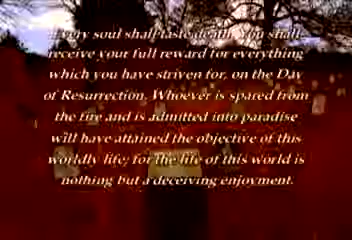 Every soul shall taste death. You shall
receive your full reward for everything
which you have striven for, on the Day
of Resurrection. Whoever is spared from
the fire and is admitted into paradise
will have attained the objective of this
worldly life; for the life of this world is
nothing but a deceiving enjoyment.